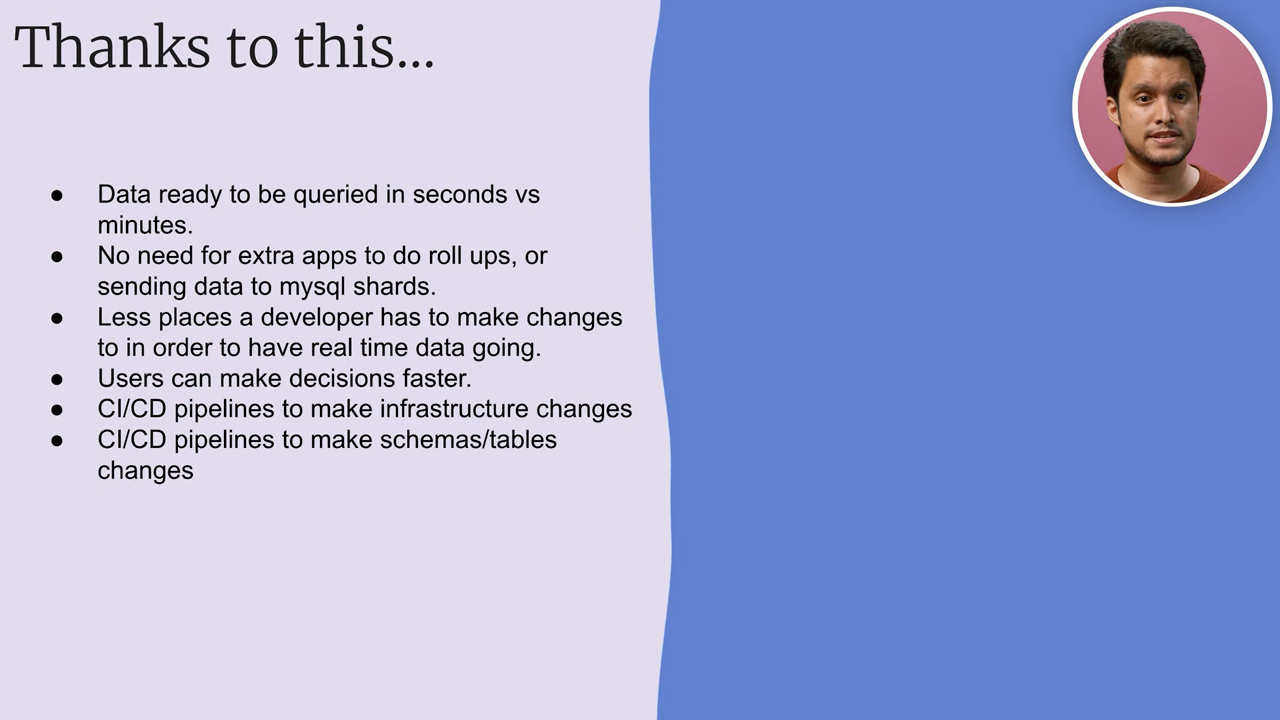 Thanks to this...
● Data ready to be queried in seconds vs
minutes.
● No need for extra apps to do roll ups, or
sending data to mysql shards.
● Less places a developer has to make changes
to in order to have real time data going.
● Users can make decisions faster.
● CI/CD pipelines to make infrastructure changes
● CI/CD pipelines to make schemas/tables
changes